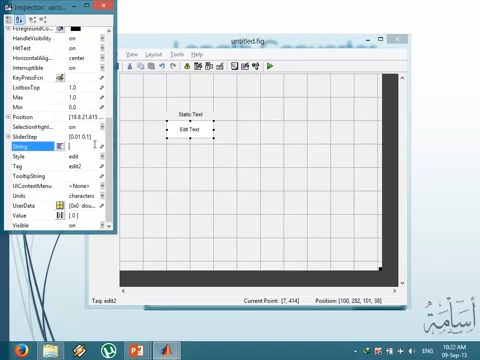 Inspector: uico...
ForegroundCo...
HandleVisibility on
HitTest on
HorizontalAlig... center
Interruptible on
KeyPressFcn
ListboxTop 1.0
Max 1.0
Min 0.0
Position [19.8 21.615
SelectionHighl... on
SliderStep [0.01 0.1]
String
Style edit
Tag edit2
TooltipString
UIContextMenu <None>
Units characters
UserData [0x0 dou...
Value [ 0 ]
Visible on
untitled.fig
View Layout Tools Help
Static Text
Edit Text
Tag: edit2 Current Point: [7, 414] Position: [100, 282, 101, 38]
أسامة
ENG
10:22 AM
09-Sep-13